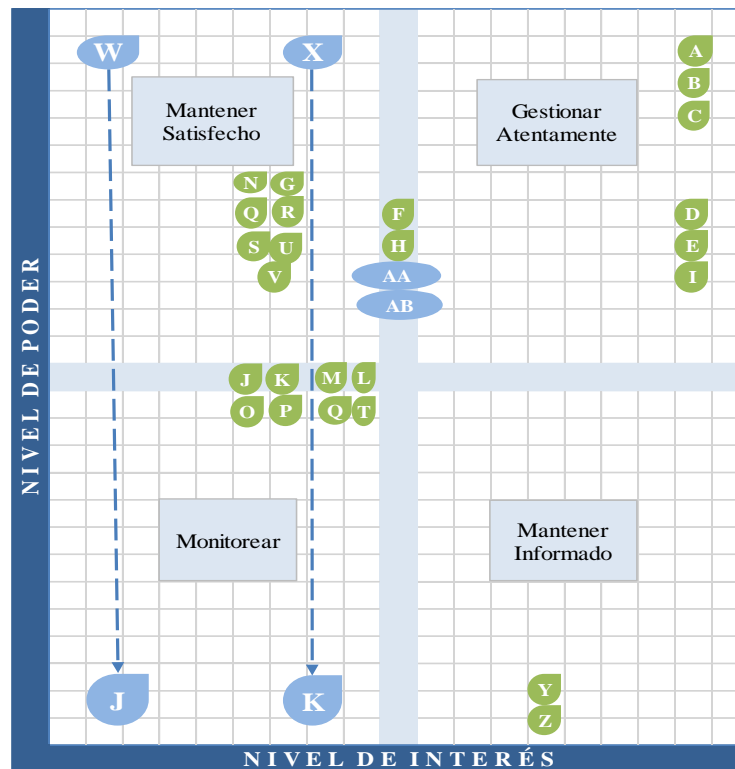 W
X
A
B
C
Mantener
Satisfecho
Gestionar
Atentamente
N
G
Q
R
S
U
V
F
H
AA
AB
D
E
I
NIVEL DE PODER
J
K
M
L
O
P
Q
T
Monitorear
Mantener
Informado
J
K
Y
Z
NIVEL DE INTERÉS